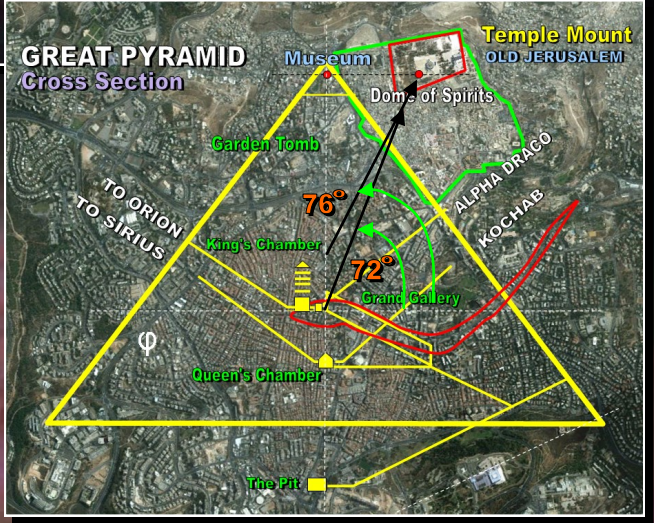 GREAT PYRAMID
Cross Section
Temple Mount
OLD JERUSALEM
Museum
Dome of Spirits
Garden Tomb
ALPHA DRACO
KOCHAB
TO ORION
TO SIRIUS
76°
King's Chamber
72°
Grand Gallery
φ
Queen's Chamber
The Pit